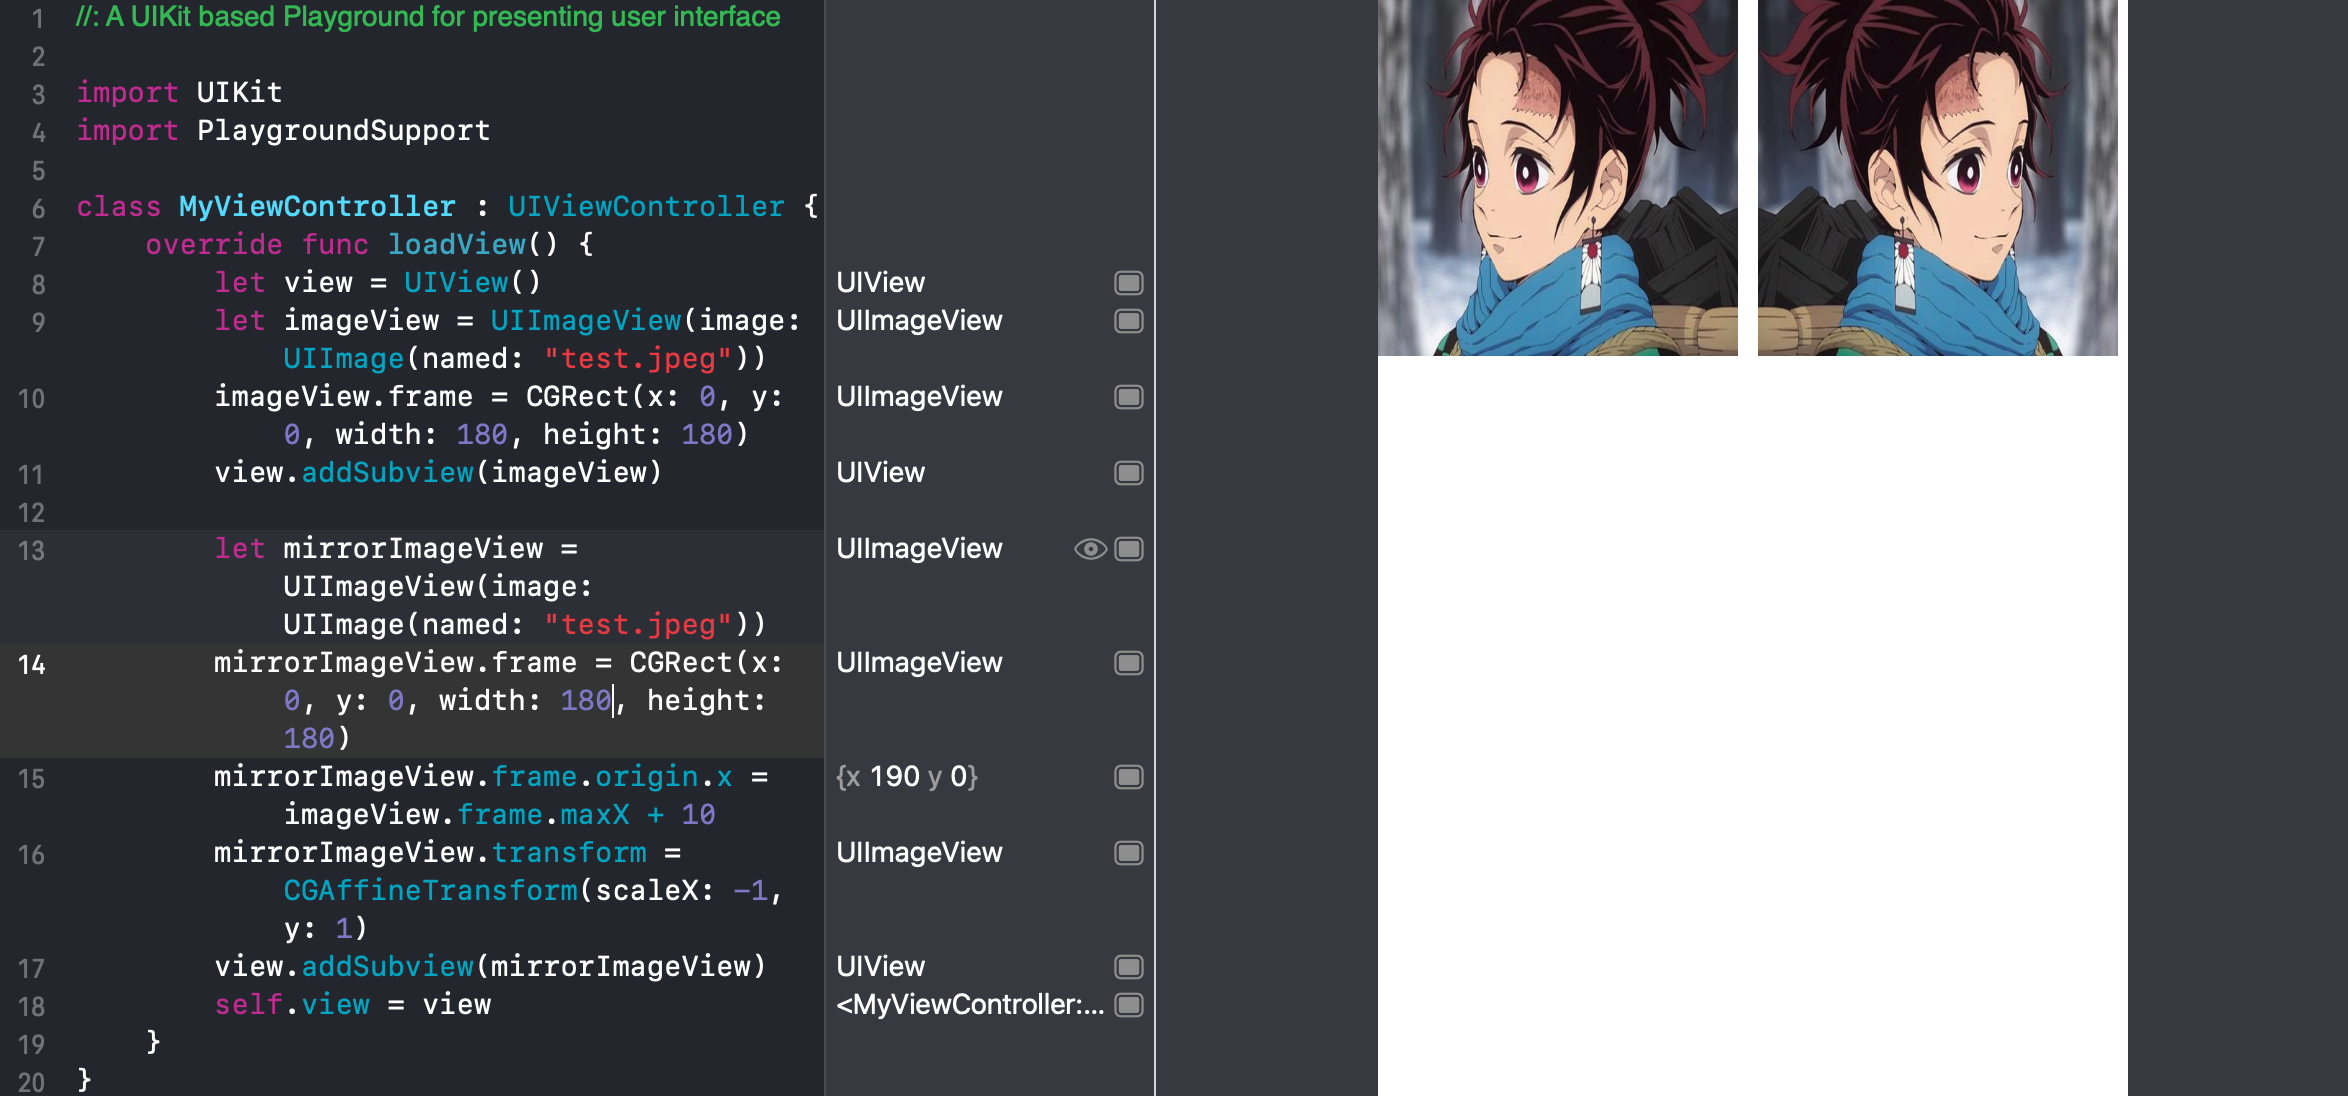 1 //: A UIKit based Playground for presenting user interface
2
3 import UIKit
4 import PlaygroundSupport
5
6 class MyViewController : UIViewController {
7 override func loadView() {
8 let view = UIView() UIView
9 let imageView = UIImageView(image: UIImageView
UIImage(named: "test.jpeg"))
10 imageView.frame = CGRect(x: 0, y: UIImageView
0, width: 180, height: 180)
11 view.addSubview(imageView) UIView
12
13 let mirrorImageView = UIImageView
UIImageView(image:
UIImage(named: "test.jpeg"))
14 mirrorImageView.frame = CGRect(x: UIImageView
0, y: 0, width: 180, height:
180)
15 mirrorImageView.frame.origin.x = {x 190 y 0}
imageView.frame.maxX + 10
16 mirrorImageView.transform = UIImageView
CGAffineTransform(scaleX: -1,
y: 1)
17 view.addSubview(mirrorImageView) UIView
18 self.view = view <MyViewController:...
19 }
20 }